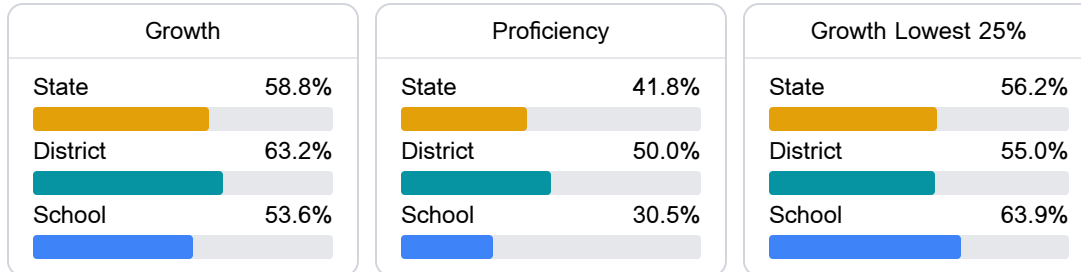 Growth
State 58.8%
District 63.2%
School 53.6%
Proficiency
State 41.8%
District 50.0%
School 30.5%
Growth Lowest 25%
State 56.2%
District 55.0%
School 63.9%